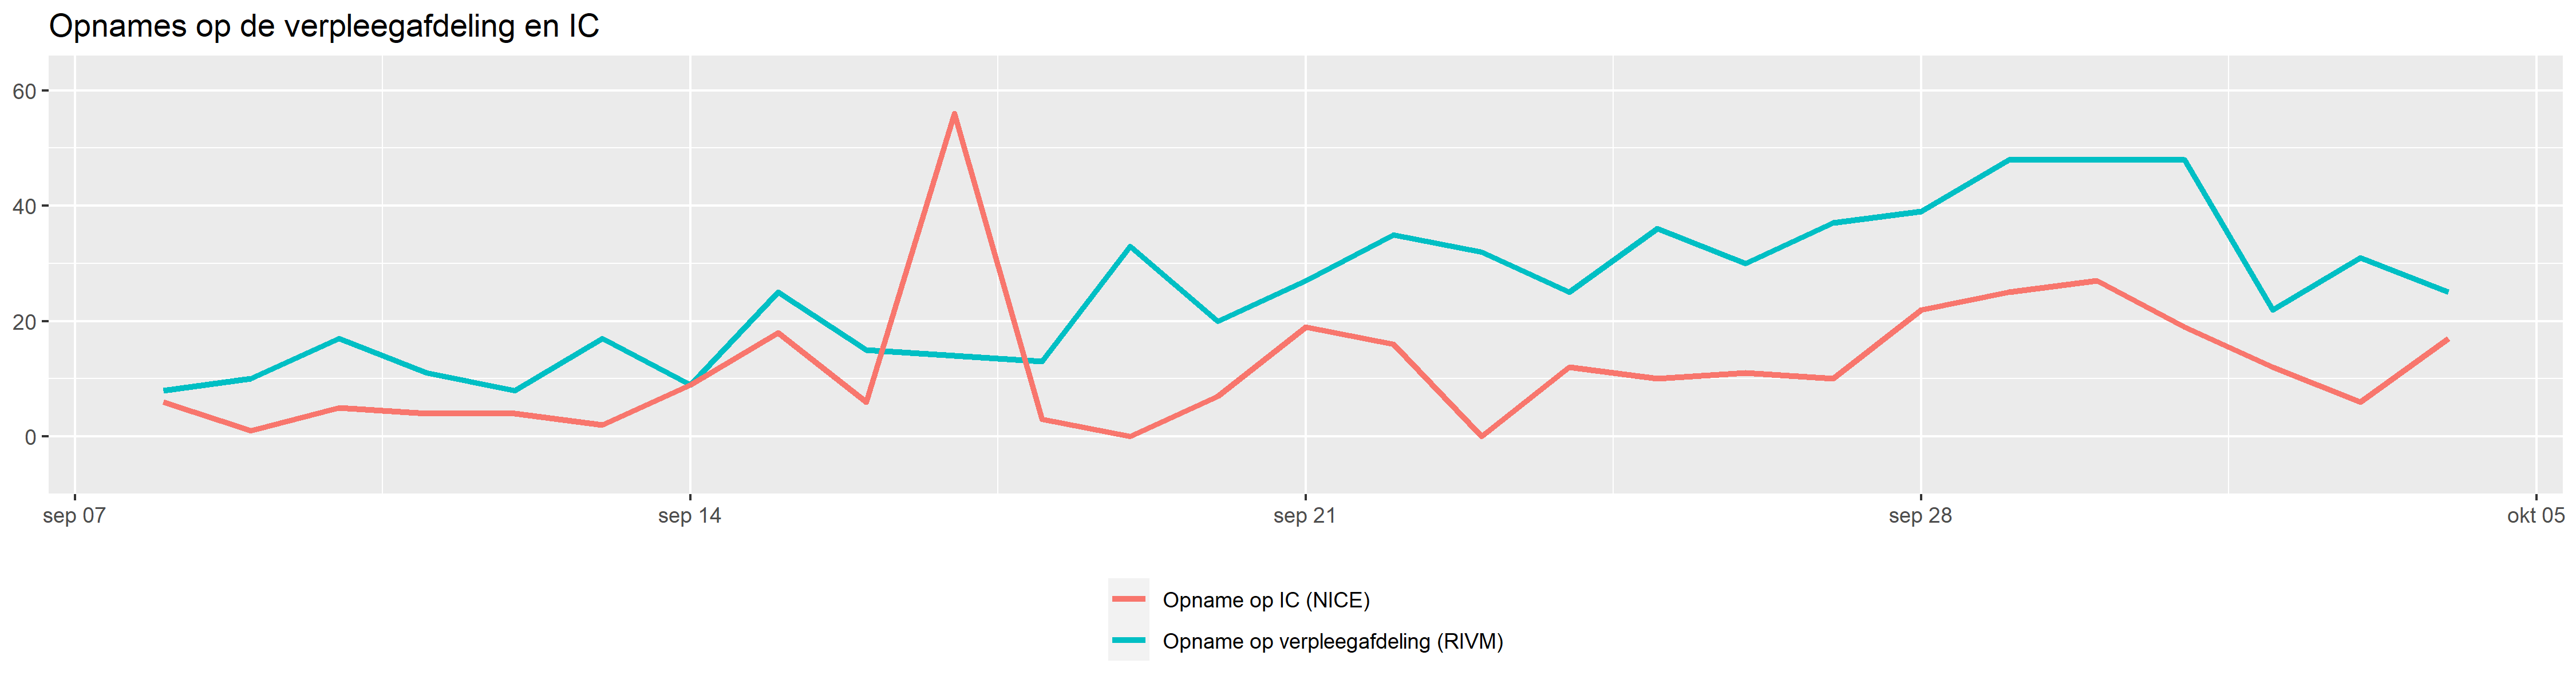 Opnames op de verpleegafdeling en IC
60
40
20
0
sep 07 sep 14 sep 21 sep 28 okt 05
Opname op IC (NICE)
Opname op verpleegafdeling (RIVM)